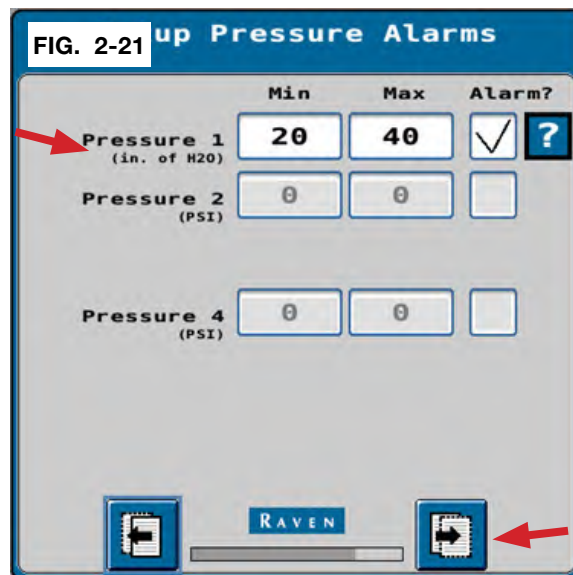 FIG. 2-21 up Pressure Alarms
Min Max Alarm?
Pressure 1 20 40 ?
(in. of H2O)
Pressure 2 0 0
(PSI)
Pressure 4 0 0
(PSI)
RAVEN